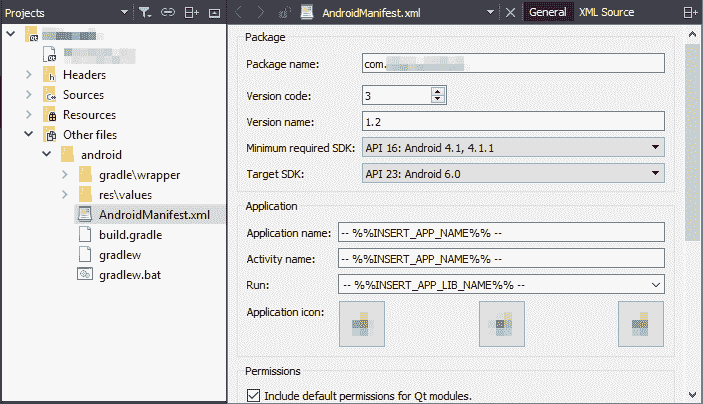 Projects
AndroidManifest.xml
General
XML Source
Headers
Sources
Resources
Other files
android
gradle\wrapper
res\values
AndroidManifest.xml
build.gradle
gradlew
gradlew.bat
Package
Package name:
com.
Version code:
3
Version name:
1.2
Minimum required SDK:
API 16: Android 4.1, 4.1.1
Target SDK:
API 23: Android 6.0
Application
Application name:
-- %%INSERT_APP_NAME%% --
Activity name:
-- %%INSERT_APP_NAME%% --
Run:
-- %%INSERT_APP_LIB_NAME%% --
Application icon:
Permissions
Include default permissions for Qt modules.